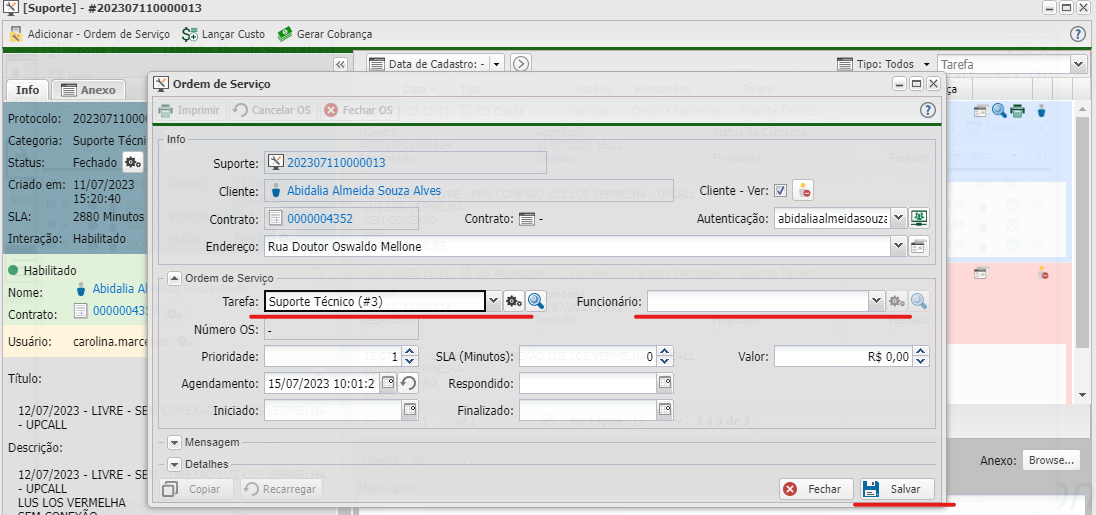 [Suporte] - #202307110000013
Adicionar - Ordem de Serviço Lançar Custo Gerar Cobrança
Data de Cadastro: - Tipo: Todos Tarefa
Info Anexo
Protocolo: 2023071100
Categoria: Suporte Técni
Status: Fechado
Criado em: 11/07/2023
15:20:40
SLA: 2880 Minutos
Interação: Habilitado
Habilitado
Nome: Abidalia Al
Contrato: 000000435
Usuário: carolina.marce
Título:
12/07/2023 - LIVRE - SE
- UPCALL
Descrição:
12/07/2023 - LIVRE - SEM
- UPCALL
LUS LOS VERMELHA
SEM CONEXÃO
Ordem de Serviço
Imprimir Cancelar OS Fechar OS
Info
Suporte: 202307110000013
Cliente: Abidalia Almeida Souza Alves Cliente - Ver:
Contrato: 0000004352 Contrato: - Autenticação: abidaliaalmeidasouza
Endereço: Rua Doutor Oswaldo Mellone
Ordem de Serviço
Tarefa: Suporte Técnico (#3) Funcionário:
Número OS: -
Prioridade: 1 SLA (Minutos): 0 Valor: R$ 0,00
Agendamento: 15/07/2023 10:01:2 Respondido:
Iniciado: Finalizado:
Mensagem
Detalhes
Copiar Recarregar Fechar Salvar
Anexo: Browse...